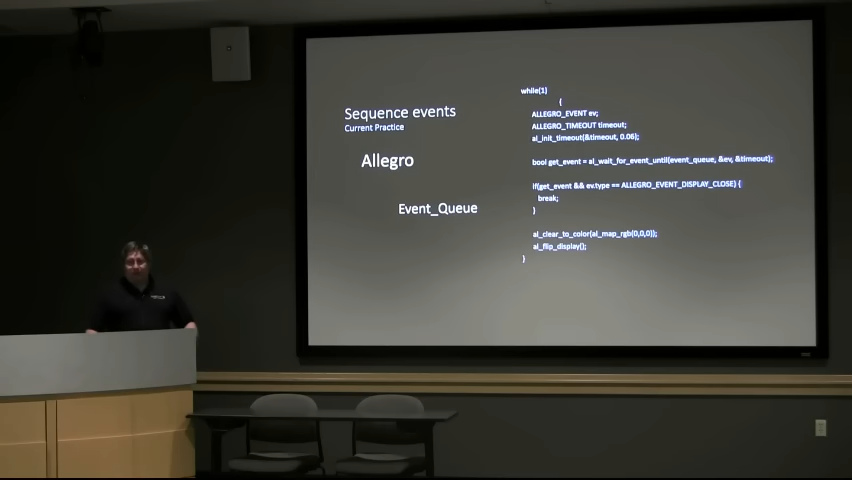 Sequence events
Current Practice
Allegro
Event_Queue
while(1)
{
ALLEGRO_EVENT ev;
ALLEGRO_TIMEOUT timeout;
al_init_timeout(&timeout, 0.06);
bool get_event = al_wait_for_event_until(event_queue, &ev, &timeout);
if(get_event && ev.type == ALLEGRO_EVENT_DISPLAY_CLOSE) {
break;
}
al_clear_to_color(al_map_rgb(0,0,0));
al_flip_display();
}